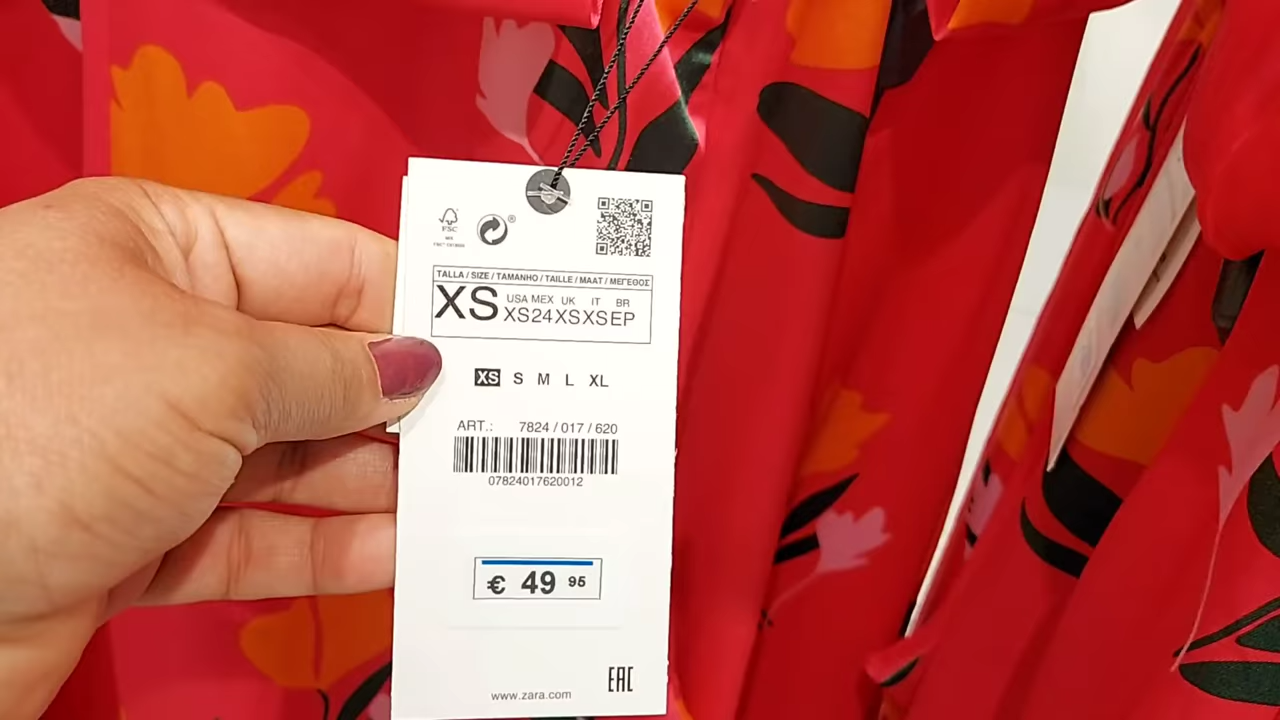 FSC
®
TALLA / SIZE / TAMANHO / TAILLE / MAAT / ΜΕΓΕΘΟΣ
XS
USA MEX UK IT BR
XS 24 XS XS EP
XS S M L XL
ART.: 7824 / 017 / 620
07824017620012
€ 49 95
EAC
www.zara.com